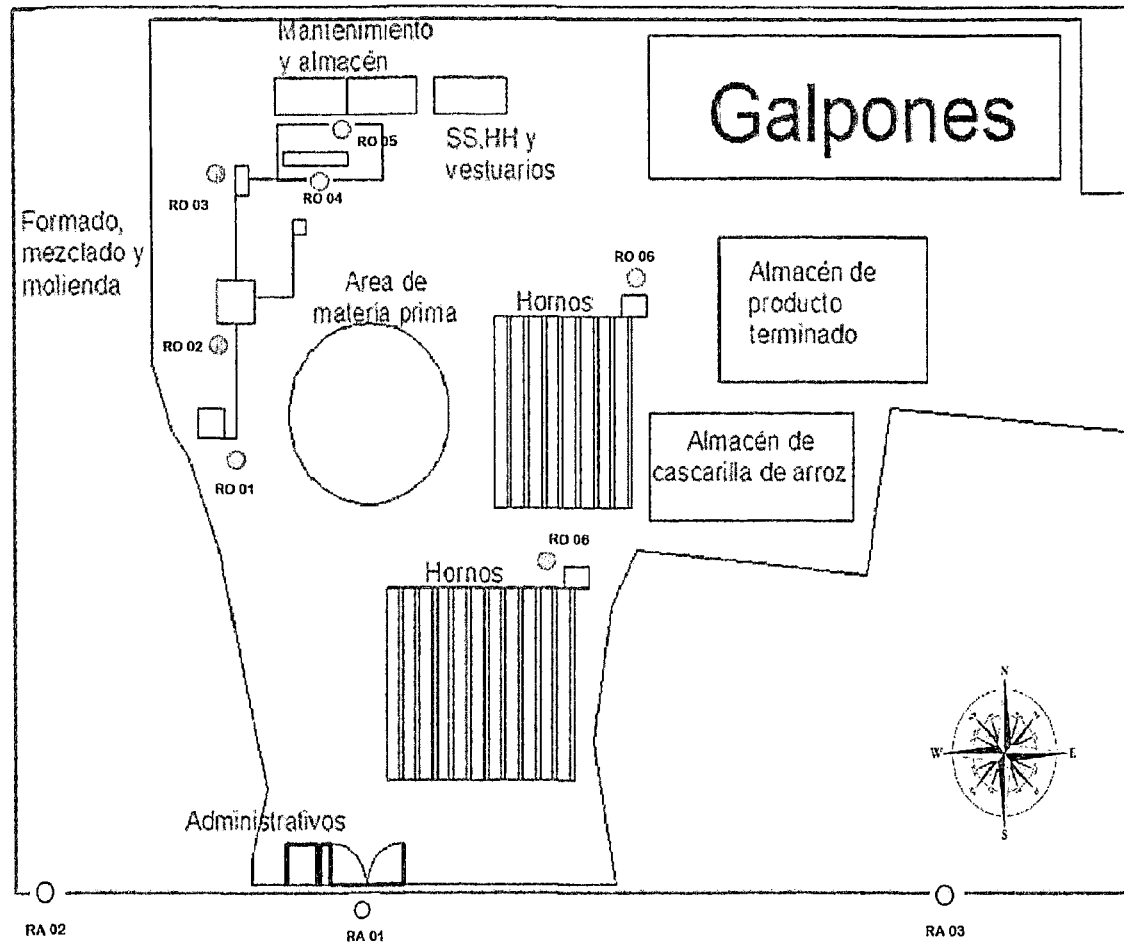 Mantenimiento
y almacén
Galpones
RO 05
SS.HH y
vestuarios
RO 03
RO 04
Formado,
mezclado y
molienda
RO 06
Area de
materia prima
Hornos
Almacén de
producto
terminado
RO 02
Almacén de
cascarilla de arroz
RO 01
RO 06
Hornos
N
W
E
S
Administrativos
RA 02
RA 01
RA 03